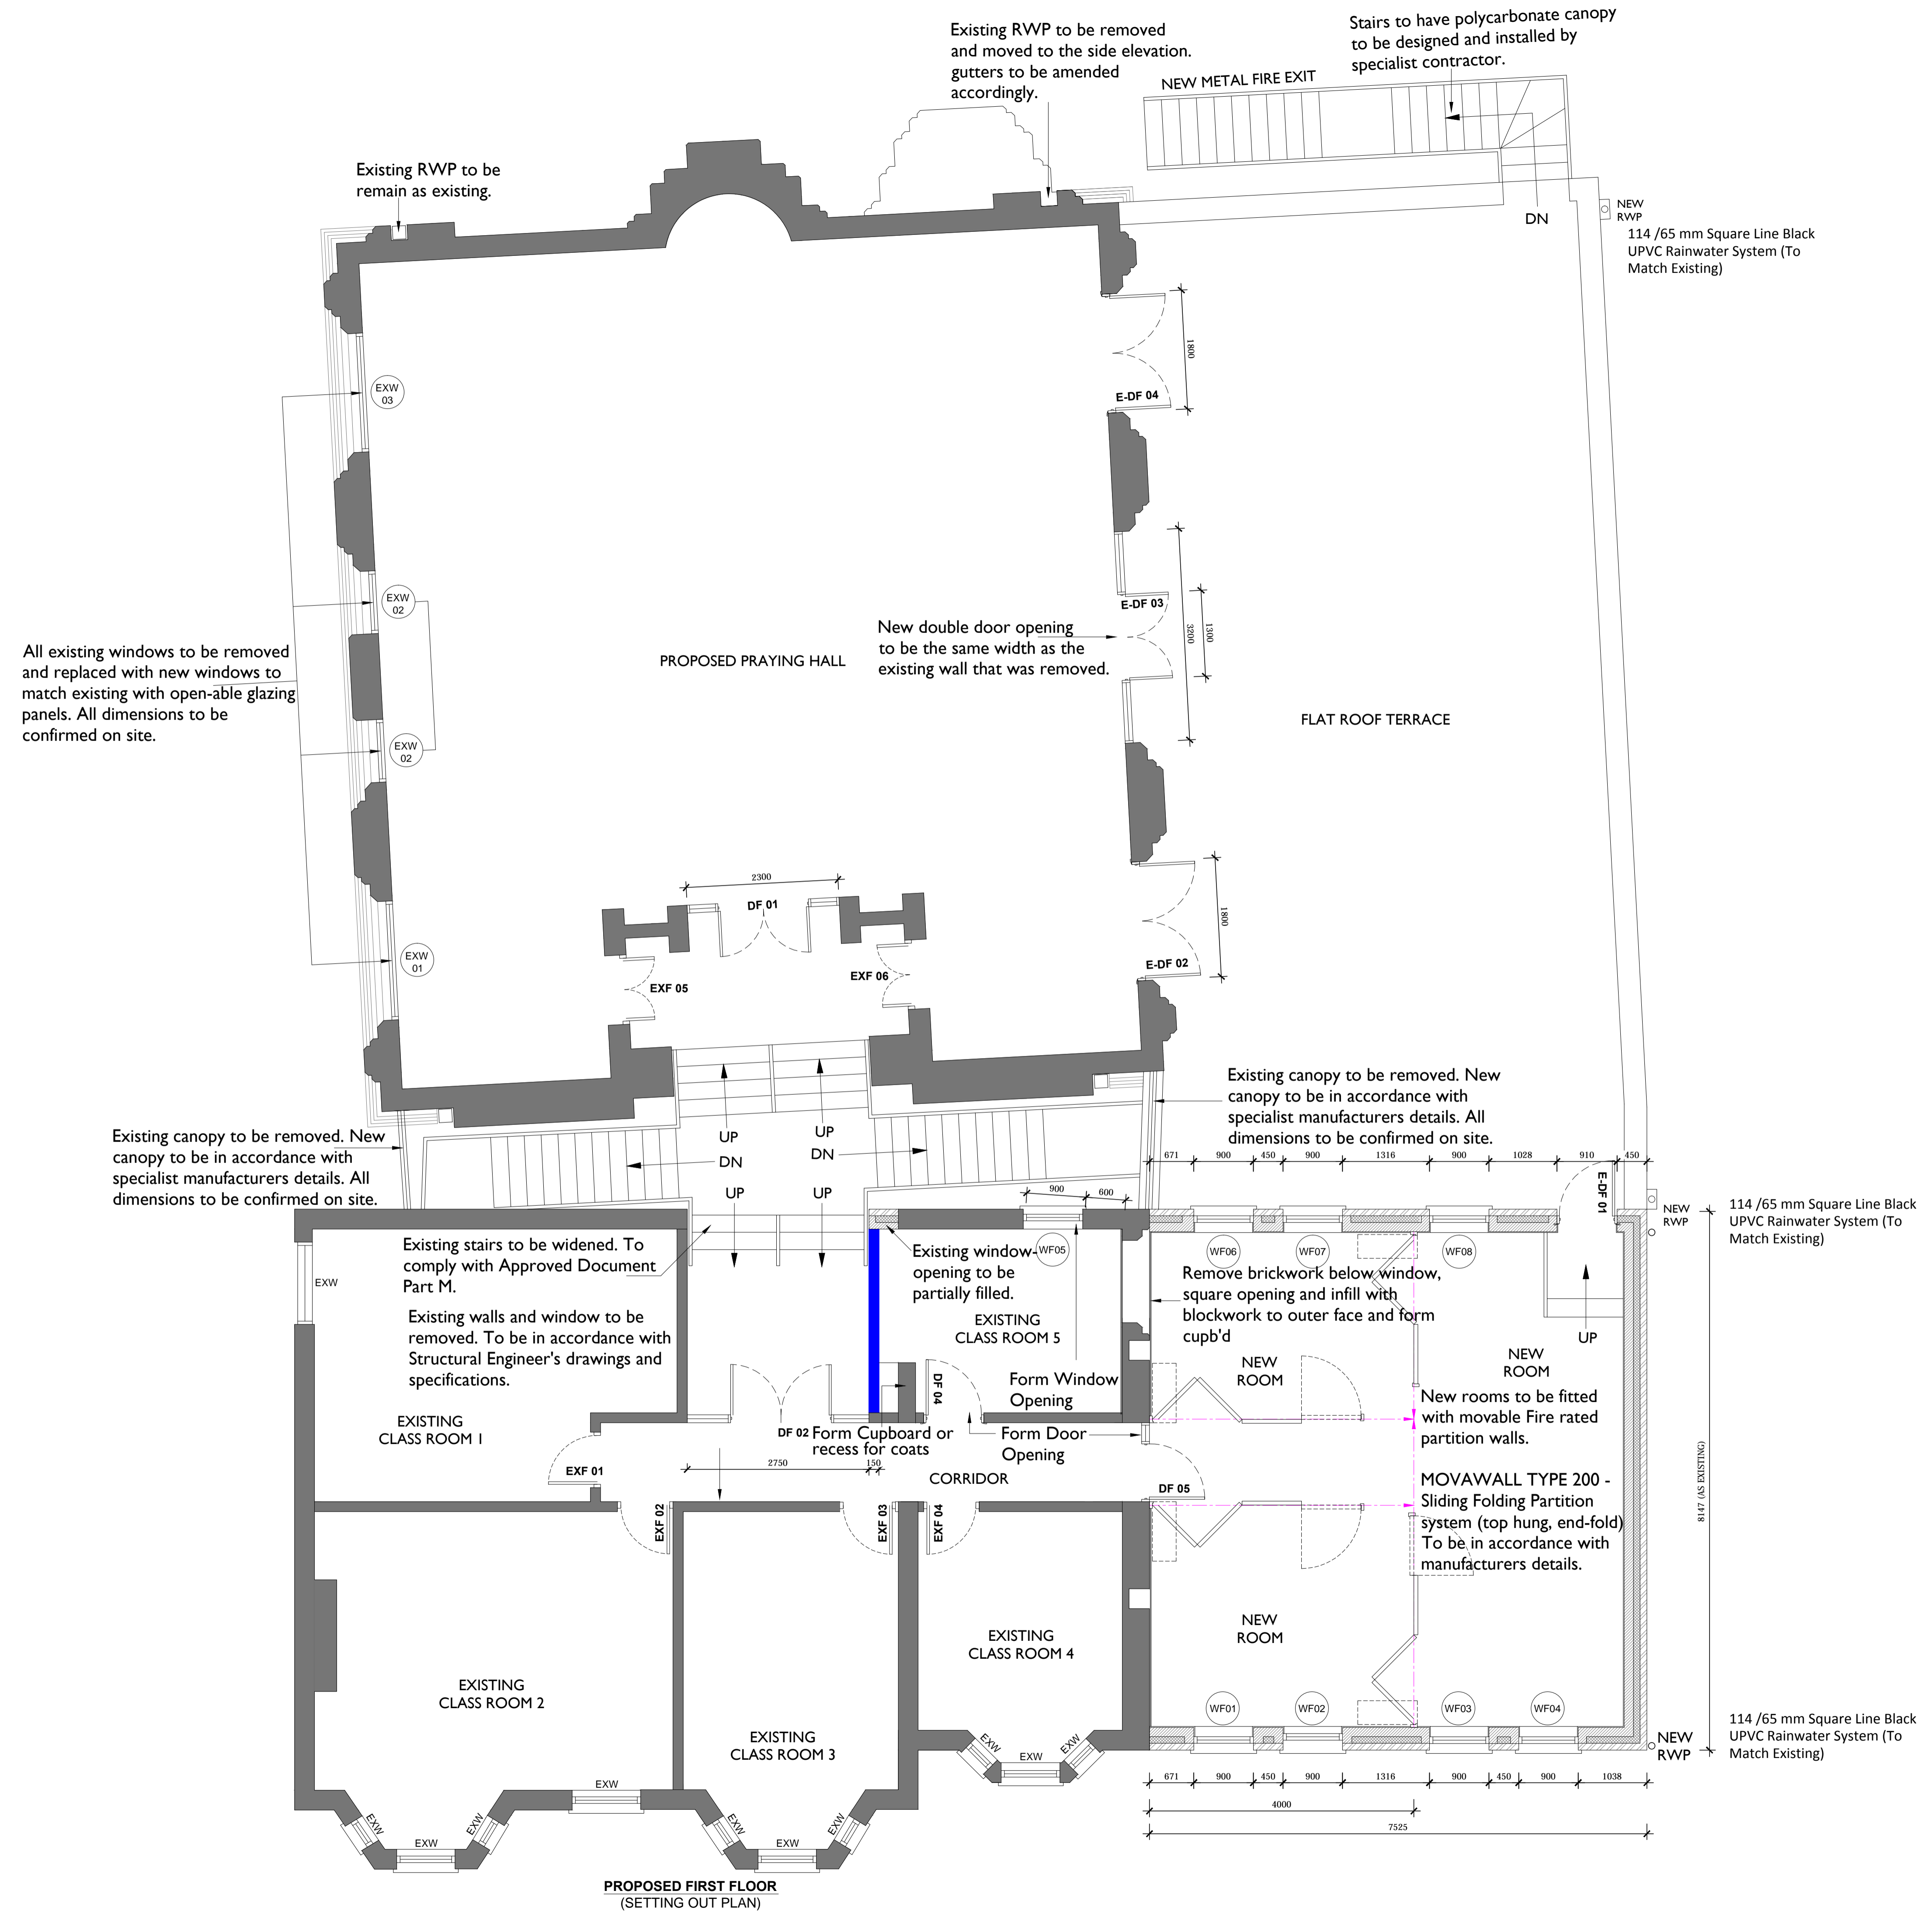 Existing RWP to be removed
and moved to the side elevation.
gutters to be amended
accordingly.
Stairs to have polycarbonate canopy
to be designed and installed by
specialist contractor.
NEW METAL FIRE EXIT
Existing RWP to be
remain as existing.
DN
NEW
RWP
114 /65 mm Square Line Black
UPVC Rainwater System (To
Match Existing)
1800
E-DF 04
EXW
03
EXW
02
E-DF 03
1300
3200
New double door opening
to be the same width as the
existing wall that was removed.
PROPOSED PRAYING HALL
All existing windows to be removed
and replaced with new windows to
match existing with open-able glazing
panels. All dimensions to be
confirmed on site.
FLAT ROOF TERRACE
EXW
02
2300
DF 01
1800
E-DF 02
EXW
01
EXF 05
EXF 06
Existing canopy to be removed. New
canopy to be in accordance with
specialist manufacturers details. All
dimensions to be confirmed on site.
Existing canopy to be removed. New
canopy to be in accordance with
specialist manufacturers details. All
dimensions to be confirmed on site.
UP
UP
DN
DN
UP
UP
671
900
450
900
1316
900
1028
910
450
E-DF 01
900
600
NEW
RWP
114 /65 mm Square Line Black
UPVC Rainwater System (To
Match Existing)
Existing stairs to be widened. To
comply with Approved Document
Part M.
Existing window
opening to be
partially filled.
WF05
WF06
WF07
WF08
EXW
Remove brickwork below window,
square opening and infill with
blockwork to outer face and form
cupb'd
Existing walls and window to be
removed. To be in accordance with
Structural Engineer's drawings and
specifications.
EXISTING
CLASS ROOM 5
UP
NEW
ROOM
NEW
ROOM
DF 04
Form Window
Opening
New rooms to be fitted
with movable Fire rated
partition walls.
EXISTING
CLASS ROOM 1
DF 02
Form Cupboard or
recess for coats
Form Door
Opening
EXF 01
2750
150
CORRIDOR
DF 05
MOVAWALL TYPE 200 -
Sliding Folding Partition
system (top hung, end-fold)
To be in accordance with
manufacturers details.
8147 (AS EXISTING)
EXF 02
EXF 03
EXF 04
NEW
ROOM
EXISTING
CLASS ROOM 4
EXISTING
CLASS ROOM 2
EXISTING
CLASS ROOM 3
WF01
WF02
WF03
WF04
NEW
RWP
114 /65 mm Square Line Black
UPVC Rainwater System (To
Match Existing)
EXW
EXW
EXW
EXW
EXW
EXW
EXW
EXW
EXW
EXW
671
900
450
900
1316
900
450
900
1038
4000
7525
PROPOSED FIRST FLOOR
(SETTING OUT PLAN)